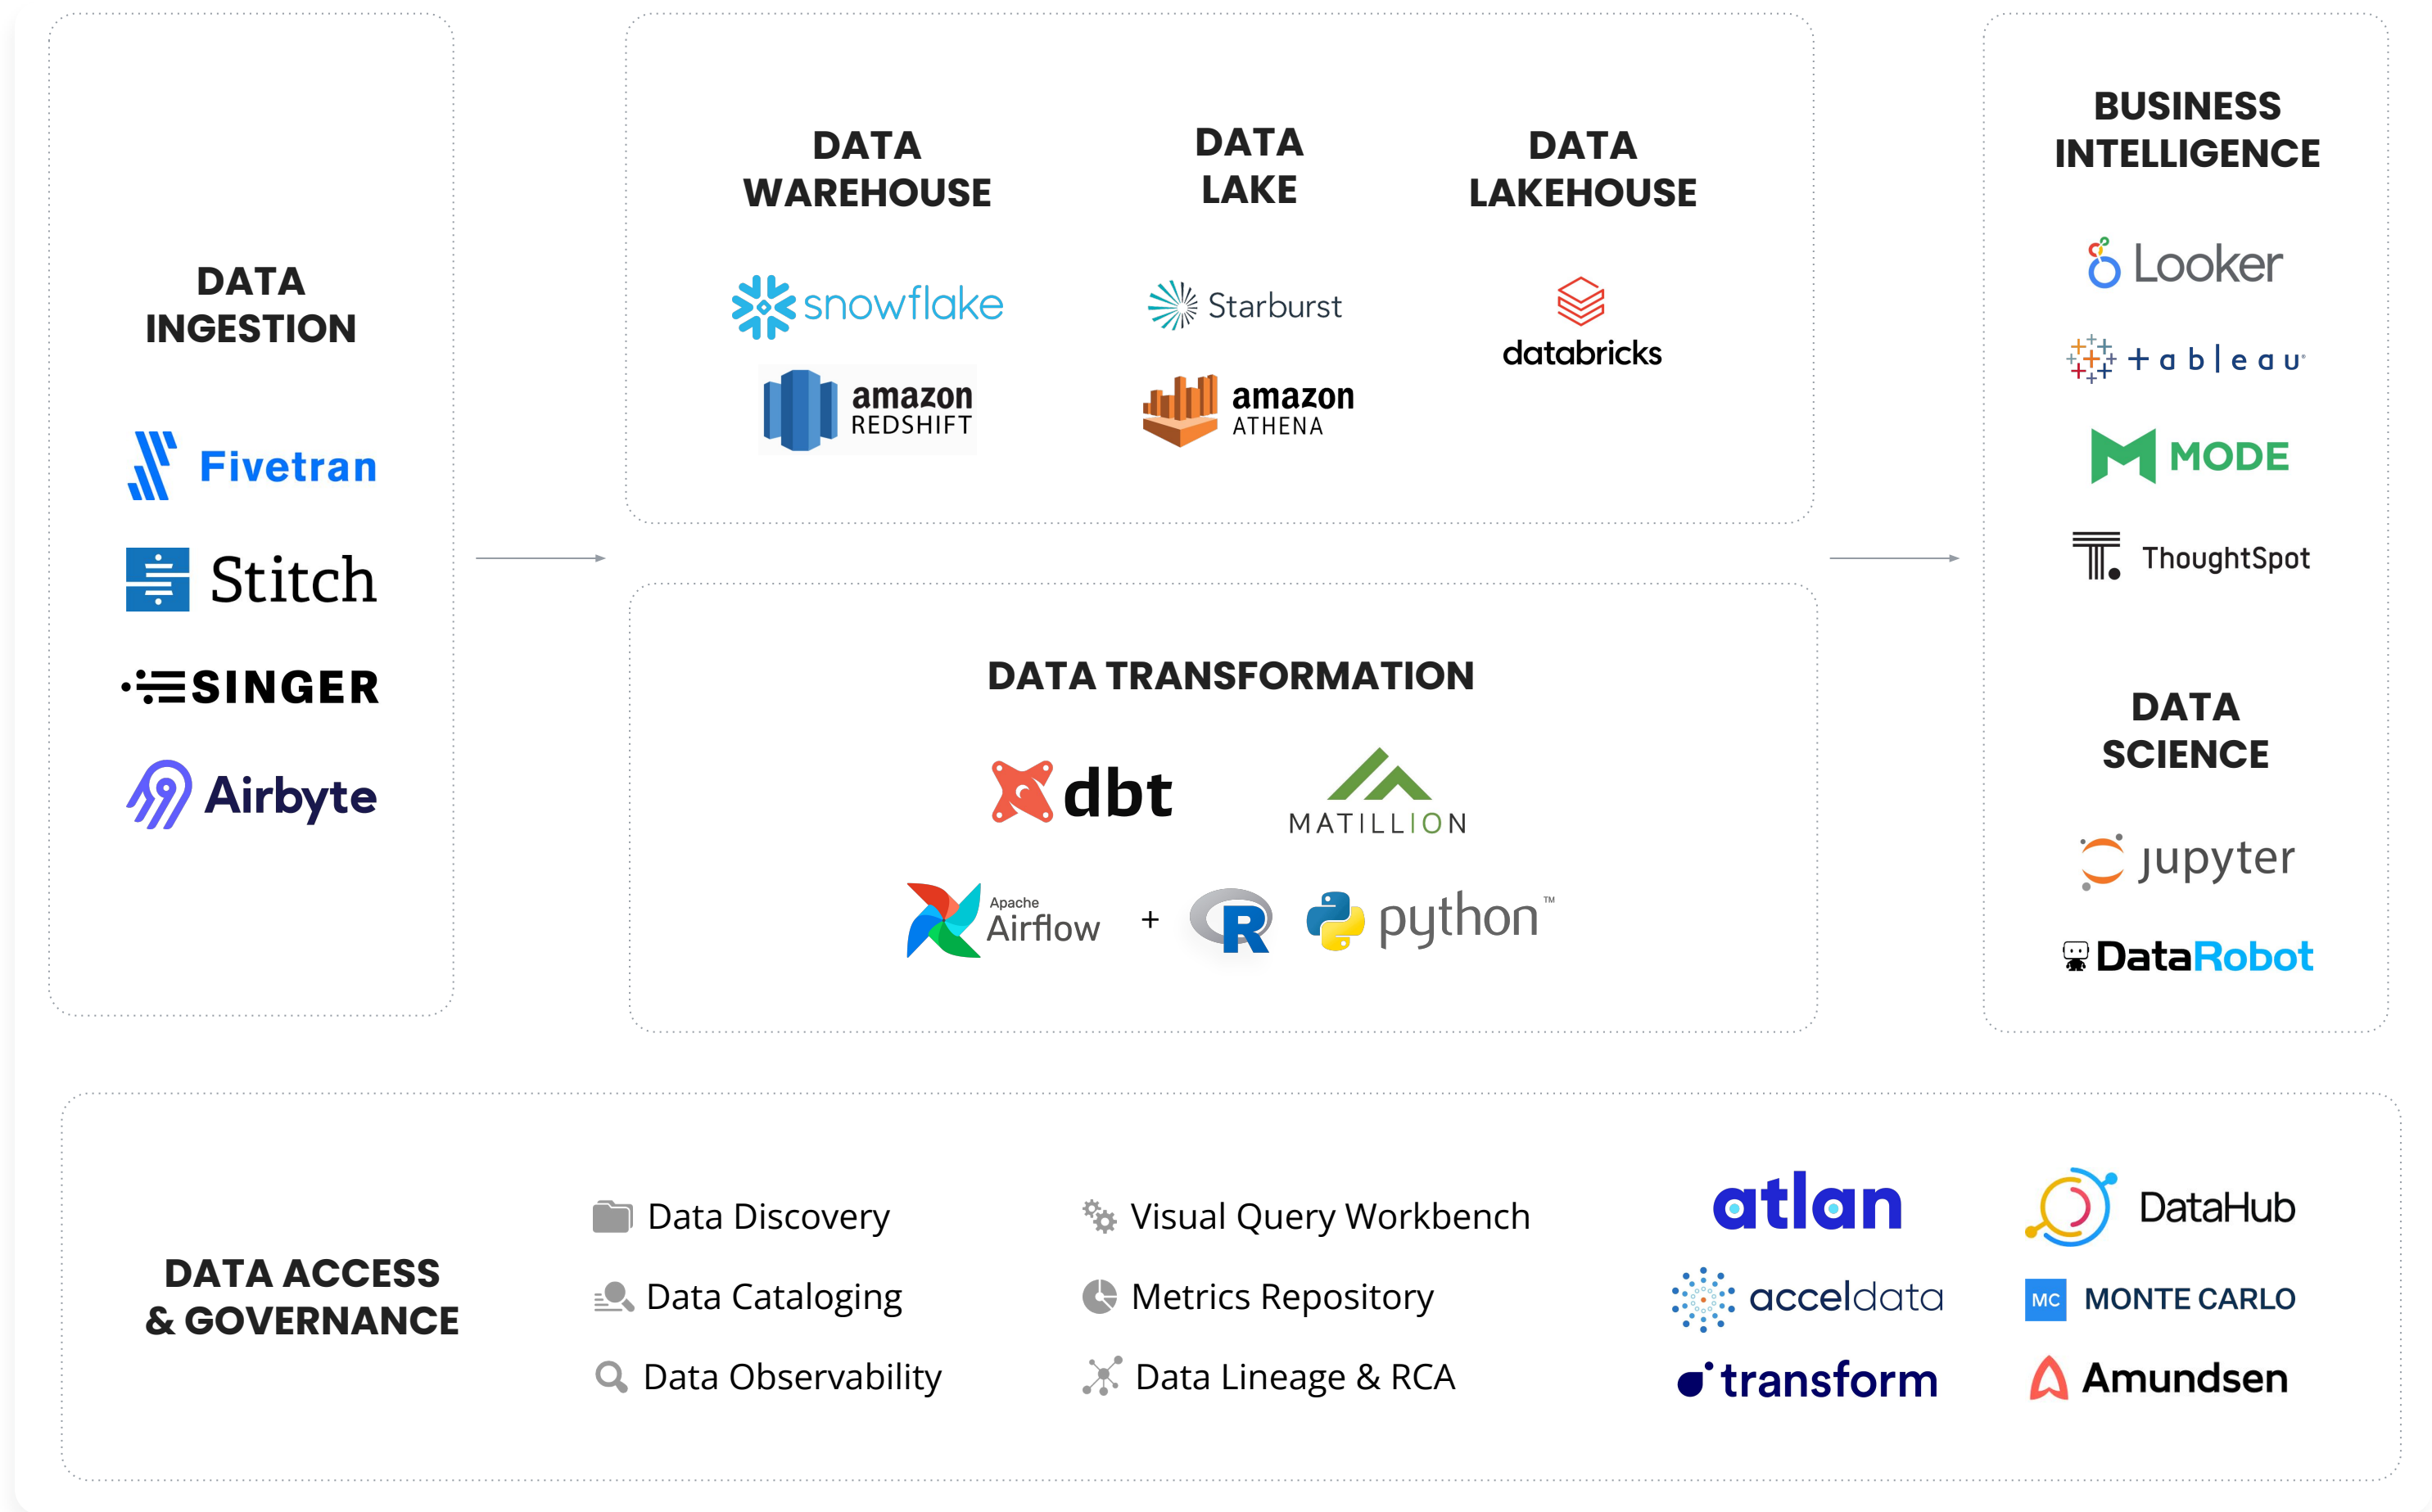 DATA
INGESTION
Fivetran
Stitch
SINGER
Airbyte
DATA
WAREHOUSE
snowflake
amazon
REDSHIFT
DATA
LAKE
Starburst
amazon
ATHENA
DATA
LAKEHOUSE
databricks
DATA TRANSFORMATION
dbt
MATILLION
Apache
Airflow
+
R
python™
BUSINESS
INTELLIGENCE
Looker
+ableau®
MODE
ThoughtSpot
DATA
SCIENCE
jupyter
DataRobot
DATA ACCESS
& GOVERNANCE
Data Discovery
Data Cataloging
Data Observability
Visual Query Workbench
Metrics Repository
Data Lineage & RCA
atlan
DataHub
acceldata
MC MONTE CARLO
transform
Amundsen